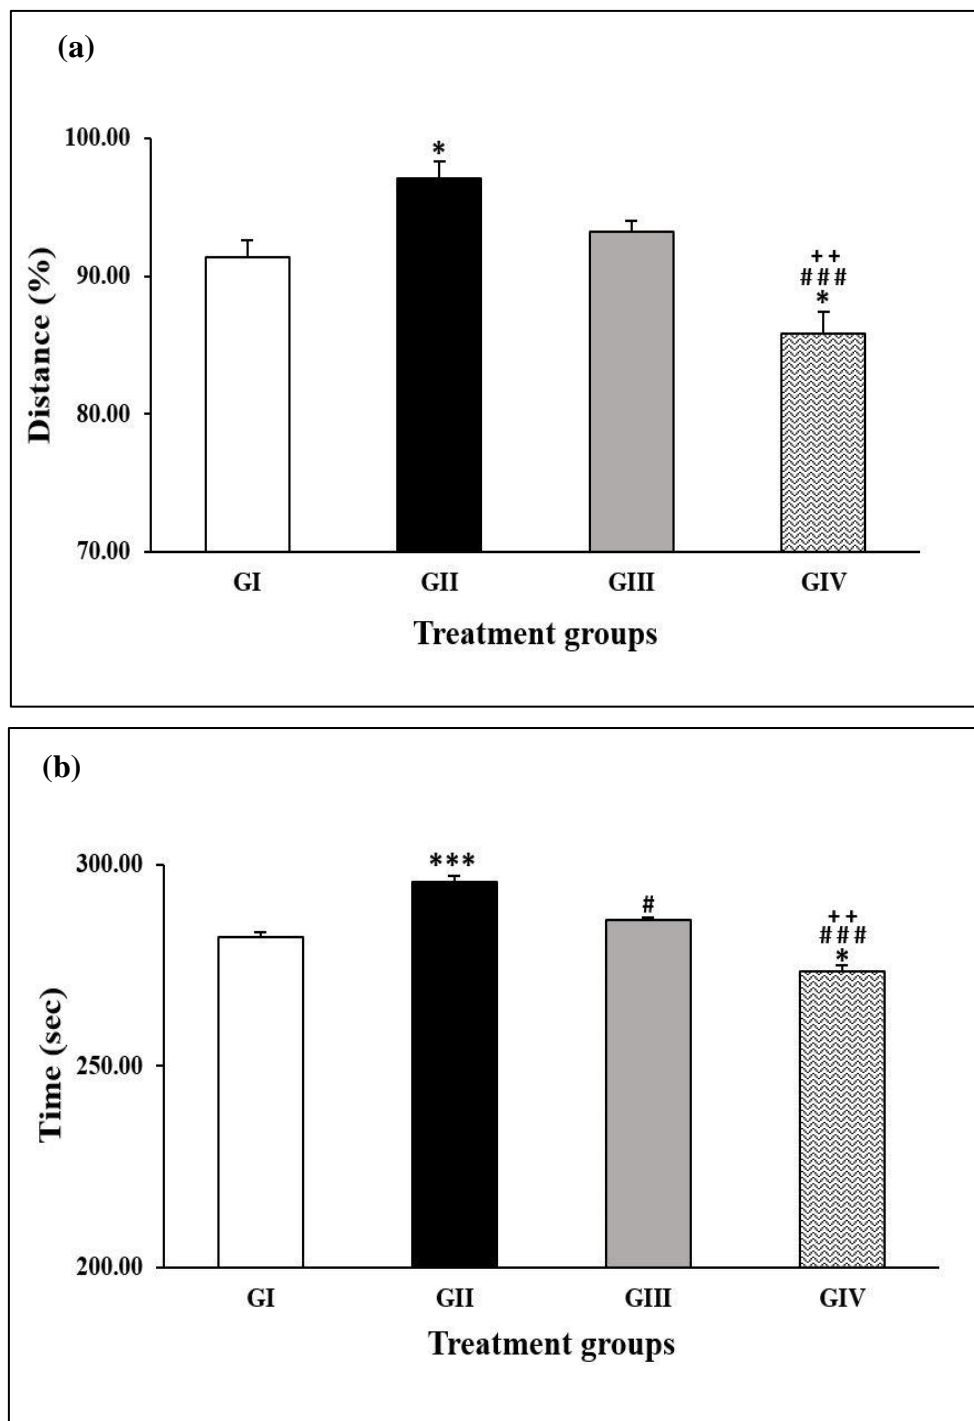 (a)
100.00
90.00
80.00
70.00
Distance (%)
*
++
###
*
GI GII GIII GIV
Treatment groups
(b)
300.00
250.00
200.00
Time (sec)
***
#
++
###
*
GI GII GIII GIV
Treatment groups